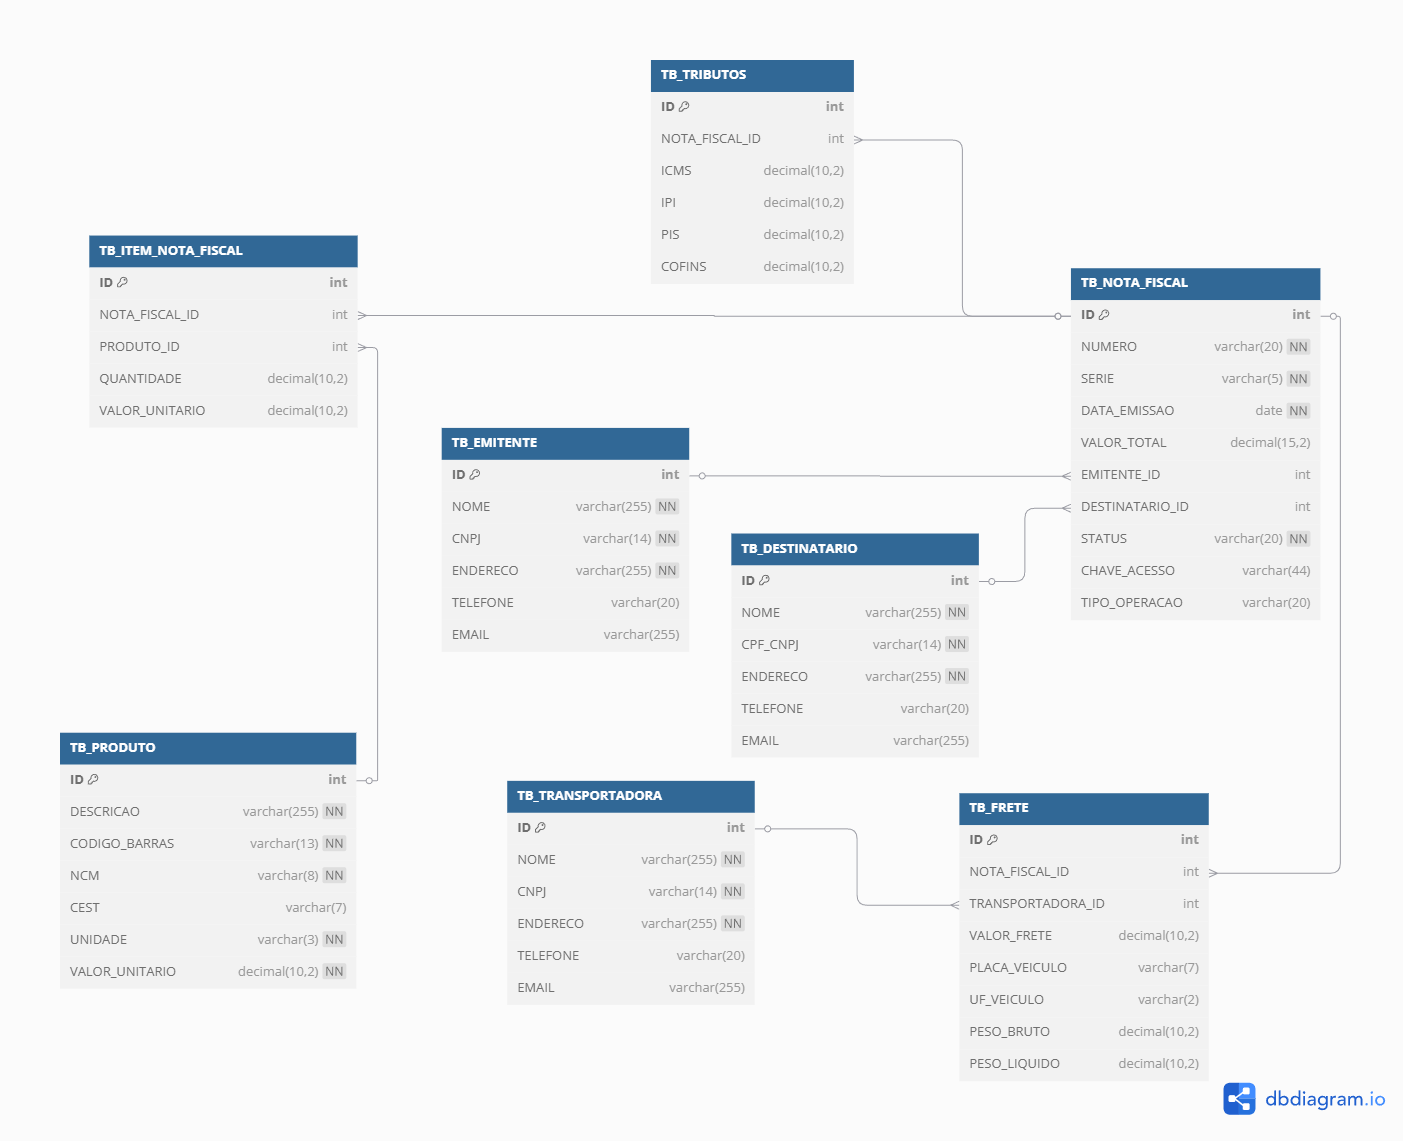 TB_TRIBUTOS
ID int
NOTA_FISCAL_ID int
ICMS decimal(10,2)
IPI decimal(10,2)
PIS decimal(10,2)
COFINS decimal(10,2)
TB_ITEM_NOTA_FISCAL
ID int
NOTA_FISCAL_ID int
PRODUTO_ID int
QUANTIDADE decimal(10,2)
VALOR_UNITARIO decimal(10,2)
TB_NOTA_FISCAL
ID int
NUMERO varchar(20) NN
SERIE varchar(5) NN
DATA_EMISSAO date NN
VALOR_TOTAL decimal(15,2)
EMITENTE_ID int
DESTINATARIO_ID int
STATUS varchar(20) NN
CHAVE_ACESSO varchar(44)
TIPO_OPERACAO varchar(20)
TB_EMITENTE
ID int
NOME varchar(255) NN
CNPJ varchar(14) NN
ENDERECO varchar(255) NN
TELEFONE varchar(20)
EMAIL varchar(255)
TB_DESTINATARIO
ID int
NOME varchar(255) NN
CPF_CNPJ varchar(14) NN
ENDERECO varchar(255) NN
TELEFONE varchar(20)
EMAIL varchar(255)
TB_PRODUTO
ID int
DESCRICAO varchar(255) NN
CODIGO_BARRAS varchar(13) NN
NCM varchar(8) NN
CEST varchar(7)
UNIDADE varchar(3) NN
VALOR_UNITARIO decimal(10,2) NN
TB_TRANSPORTADORA
ID int
NOME varchar(255) NN
CNPJ varchar(14) NN
ENDERECO varchar(255) NN
TELEFONE varchar(20)
EMAIL varchar(255)
TB_FRETE
ID int
NOTA_FISCAL_ID int
TRANSPORTADORA_ID int
VALOR_FRETE decimal(10,2)
PLACA_VEICULO varchar(7)
UF_VEICULO varchar(2)
PESO_BRUTO decimal(10,2)
PESO_LIQUIDO decimal(10,2)
dbdiagram.io